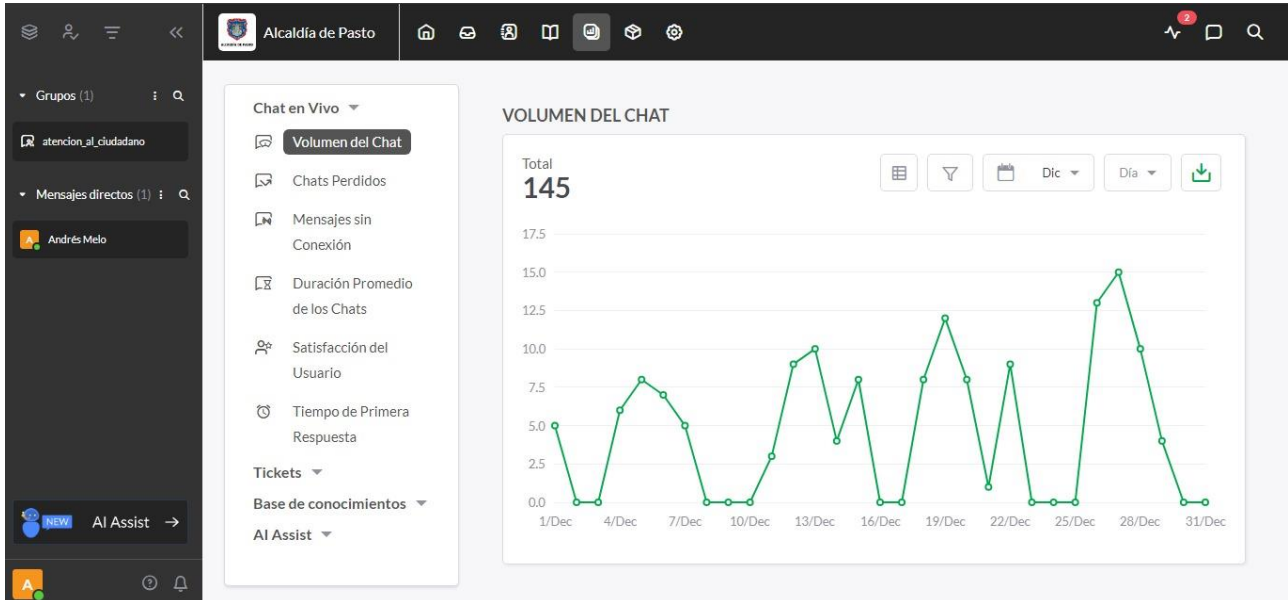 Alcaldía de Pasto
2
Grupos (1)
atencion_al_ciudadano
Mensajes directos (1)
A
Andrés Melo
NEW
AI Assist →
A
Chat en Vivo
Volumen del Chat
Chats Perdidos
Mensajes sin
Conexión
Duración Promedio
de los Chats
Satisfacción del
Usuario
Tiempo de Primera
Respuesta
Tickets
Base de conocimientos
AI Assist
VOLUMEN DEL CHAT
Total
145
Dic
Día
17.5
15.0
12.5
10.0
7.5
5.0
2.5
0.0
1/Dec 4/Dec 7/Dec 10/Dec 13/Dec 16/Dec 19/Dec 22/Dec 25/Dec 28/Dec 31/Dec